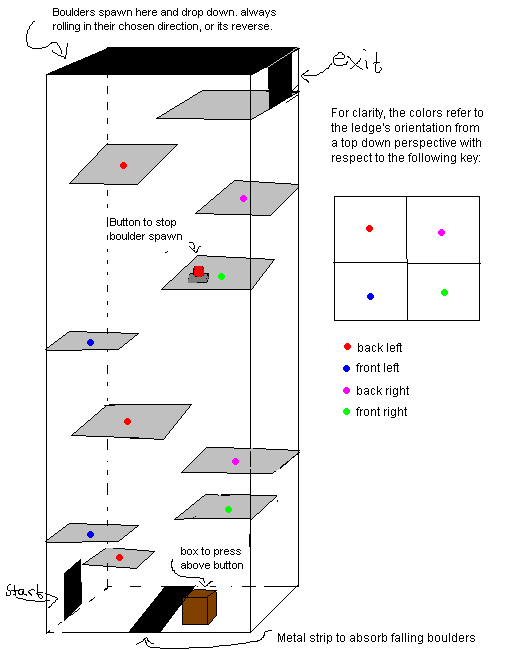 Boulders spawn here and drop down. always
rolling in their chosen direction, or its reverse.
exit
For clarity, the colors refer to
the ledge's orientation from
a top down perspective with
respect to the following key:
Button to stop
boulder spawn
back left
front left
back right
front right
box to press
above button
start
Metal strip to absorb falling boulders